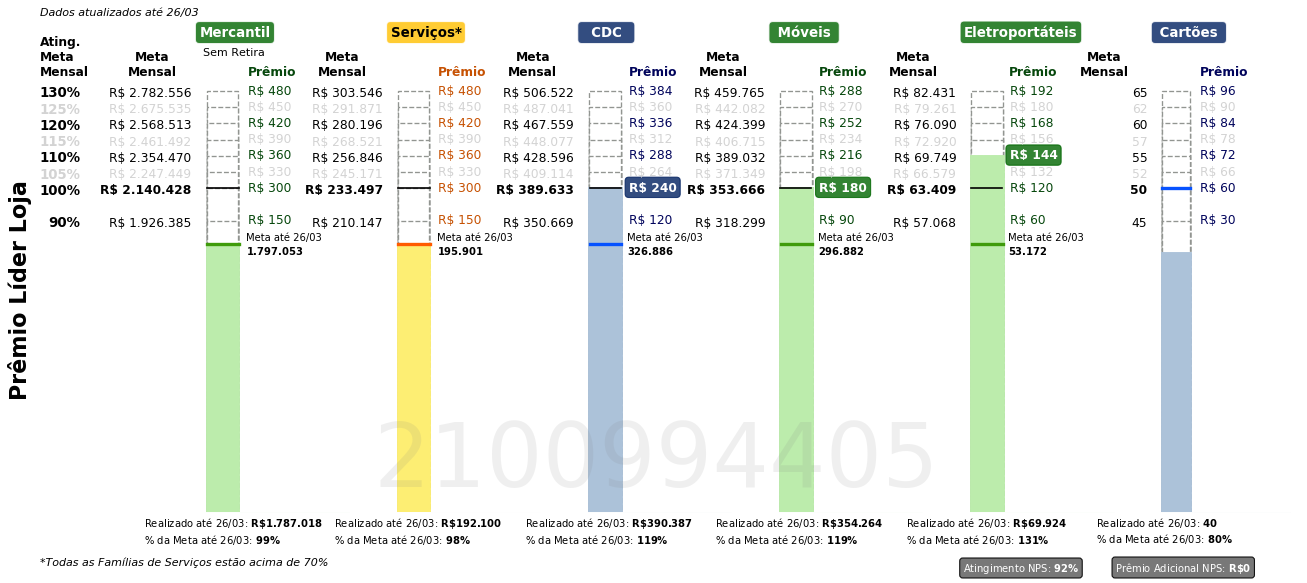 Dados atualizados até 26/03
Mercantil Serviços* CDC Móveis Eletroportáteis Cartões
Sem Retira
Ating. Meta Mensal Meta Mensal Prêmio Meta Mensal Prêmio Meta Mensal Prêmio Meta Mensal Prêmio Meta Mensal Prêmio Meta Mensal Prêmio
130% R$ 2.782.556 R$ 480 R$ 303.546 R$ 480 R$ 506.522 R$ 384 R$ 459.765 R$ 288 R$ 82.431 R$ 192 65 R$ 96
125% R$ 2.675.535 R$ 450 R$ 291.871 R$ 450 R$ 487.041 R$ 360 R$ 442.082 R$ 270 R$ 79.261 R$ 180 62 R$ 90
120% R$ 2.568.513 R$ 420 R$ 280.196 R$ 420 R$ 467.559 R$ 336 R$ 424.399 R$ 252 R$ 76.090 R$ 168 60 R$ 84
115% R$ 2.461.492 R$ 390 R$ 268.521 R$ 390 R$ 448.077 R$ 312 R$ 406.715 R$ 234 R$ 72.920 R$ 156 57 R$ 78
110% R$ 2.354.470 R$ 360 R$ 256.846 R$ 360 R$ 428.596 R$ 288 R$ 389.032 R$ 216 R$ 69.749 R$ 144 55 R$ 72
105% R$ 2.247.449 R$ 330 R$ 245.171 R$ 330 R$ 409.114 R$ 264 R$ 371.349 R$ 198 R$ 66.579 R$ 132 52 R$ 66
100% R$ 2.140.428 R$ 300 R$ 233.497 R$ 300 R$ 389.633 R$ 240 R$ 353.666 R$ 180 R$ 63.409 R$ 120 50 R$ 60
90% R$ 1.926.385 R$ 150 R$ 210.147 R$ 150 R$ 350.669 R$ 120 R$ 318.299 R$ 90 R$ 57.068 R$ 60 45 R$ 30
Meta até 26/03 Meta até 26/03 Meta até 26/03 Meta até 26/03 Meta até 26/03
1.797.053 195.901 326.886 296.882 53.172
Prêmio Líder Loja
2100994405
Realizado até 26/03: R$1.787.018 Realizado até 26/03: R$192.100 Realizado até 26/03: R$390.387 Realizado até 26/03: R$354.264 Realizado até 26/03: R$69.924 Realizado até 26/03: 40
% da Meta até 26/03: 99% % da Meta até 26/03: 98% % da Meta até 26/03: 119% % da Meta até 26/03: 119% % da Meta até 26/03: 131% % da Meta até 26/03: 80%
*Todas as Famílias de Serviços estão acima de 70%
Atingimento NPS: 92% Prêmio Adicional NPS: R$0